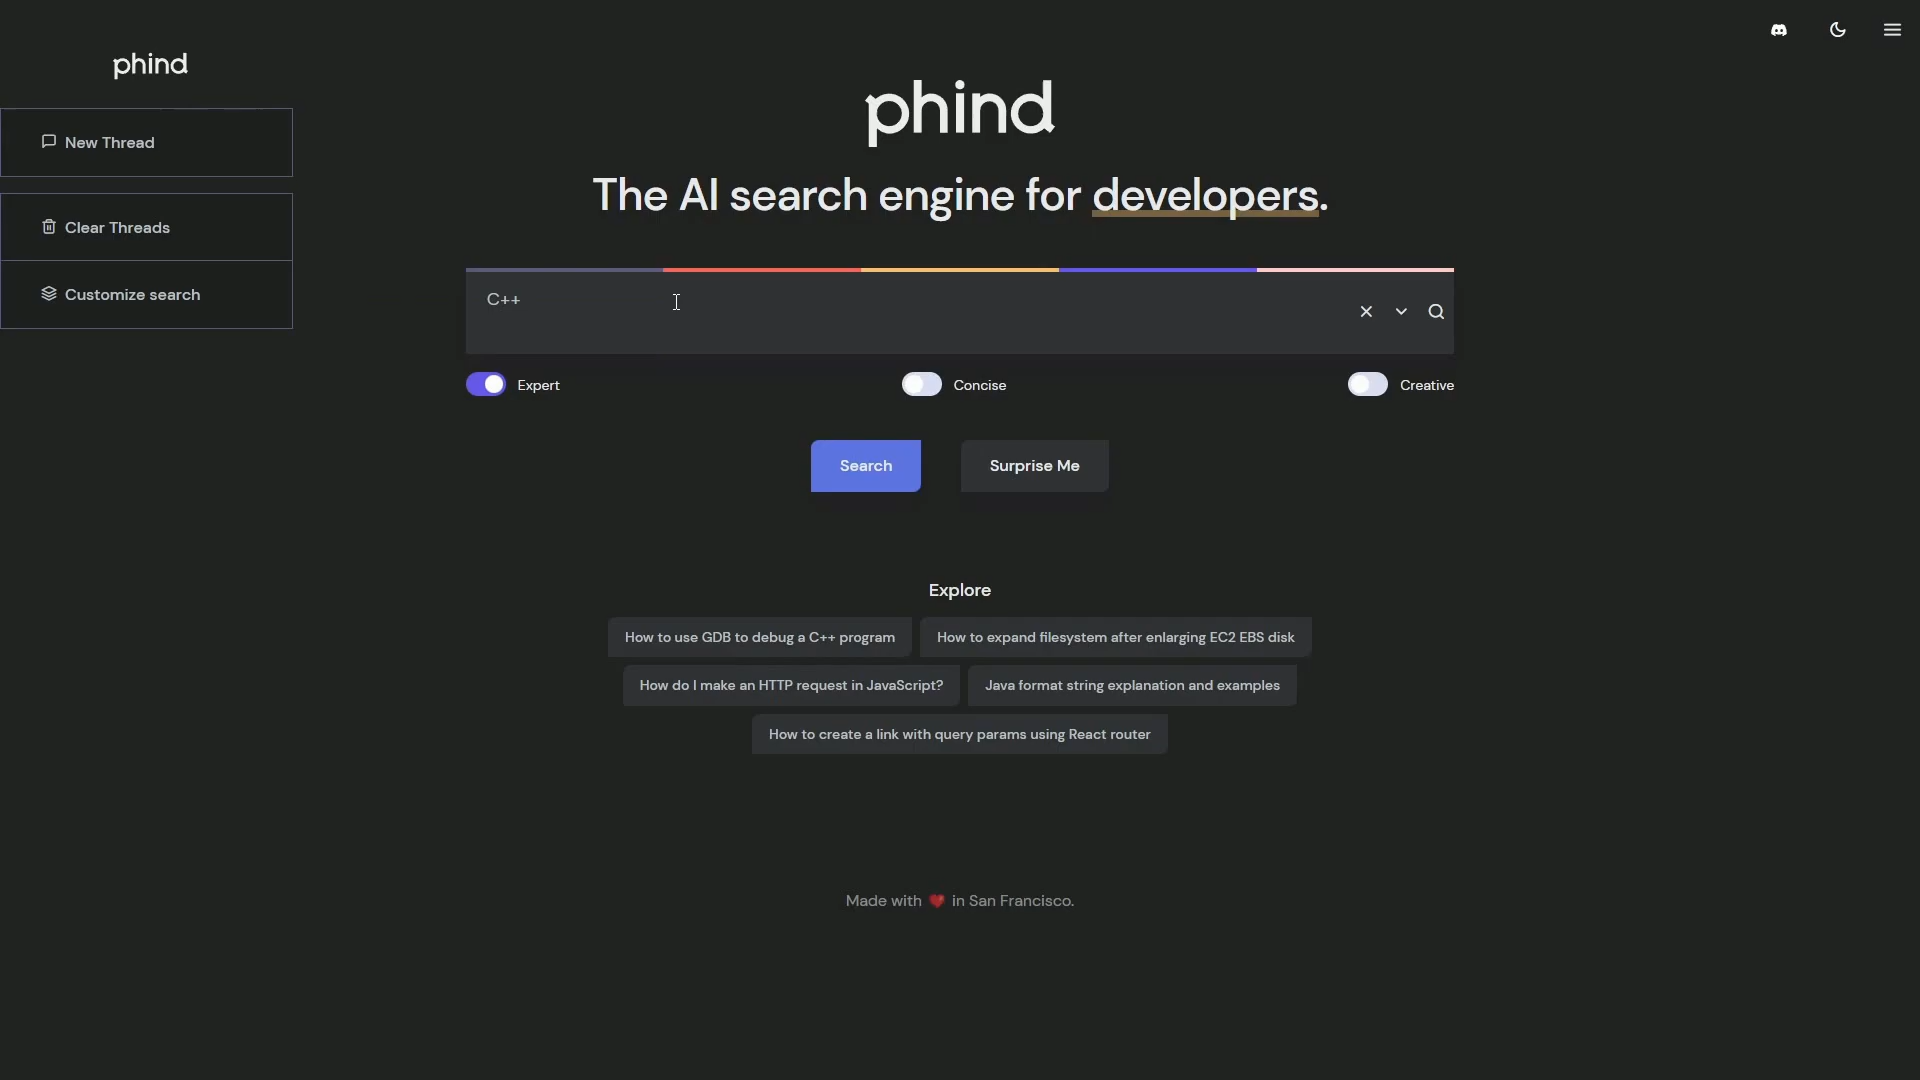 phind
New Thread
Clear Threads
Customize search
phind
The AI search engine for developers.
C++
Expert
Concise
Creative
Search
Surprise Me
Explore
How to use GDB to debug a C++ program
How to expand filesystem after enlarging EC2 EBS disk
How do I make an HTTP request in JavaScript?
Java format string explanation and examples
How to create a link with query params using React router
Made with ❤️ in San Francisco.